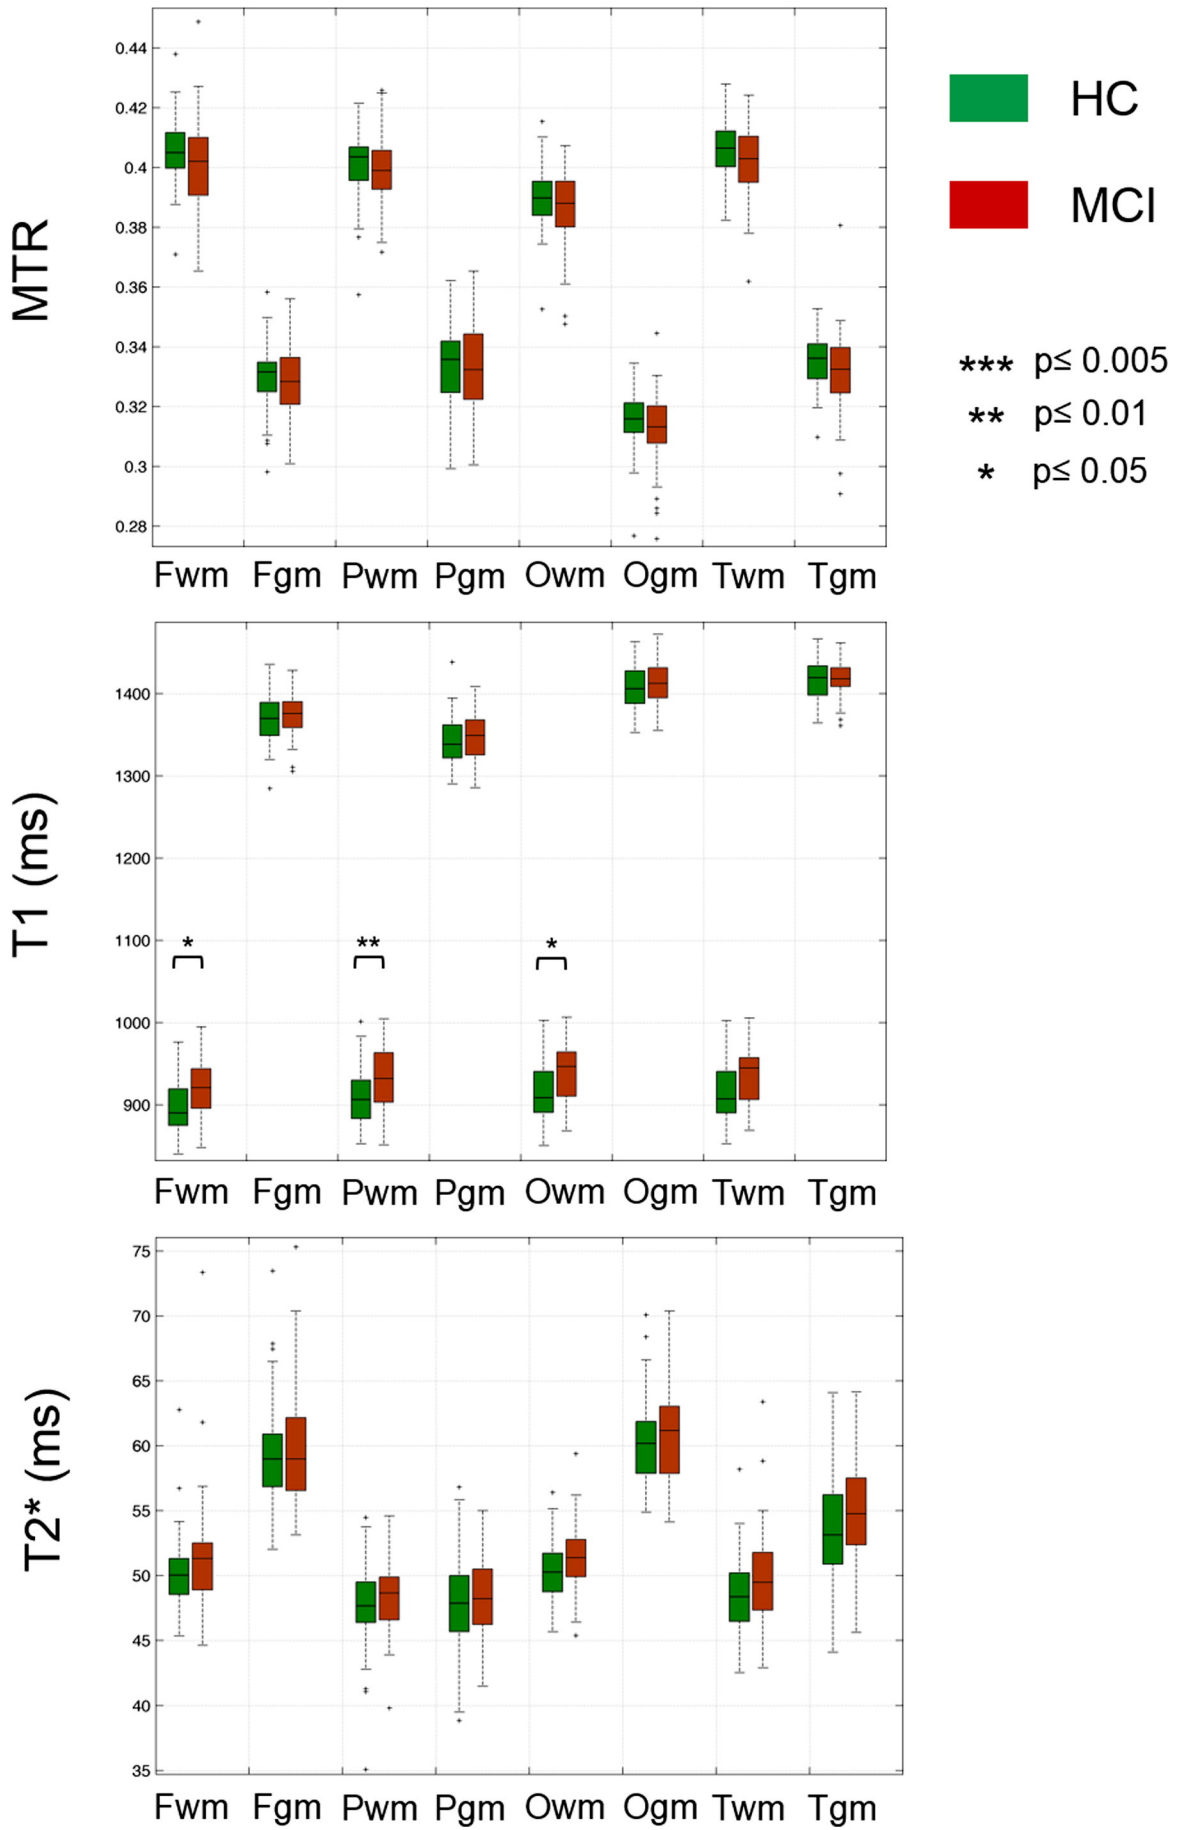 MTR
0.44
0.42
0.4
0.38
0.36
0.34
0.32
0.3
0.28
Fwm Fgm Pwm Pgm Owm Ogm Twm Tgm
HC
MCI
*** p≤ 0.005
** p≤ 0.01
* p≤ 0.05
T1 (ms)
1400
1300
1200
1100
1000
900
* ** *
Fwm Fgm Pwm Pgm Owm Ogm Twm Tgm
T2* (ms)
75
70
65
60
55
50
45
40
35
Fwm Fgm Pwm Pgm Owm Ogm Twm Tgm